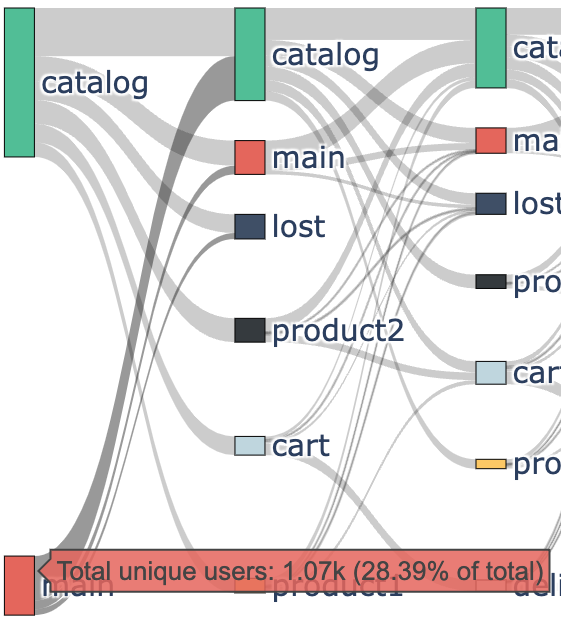 catalog
catalog
cata
main
ma
lost
lost
product2
pro
cart
car
pro
Total unique users: 1.07k (28.39% of total)
main
product1
deli